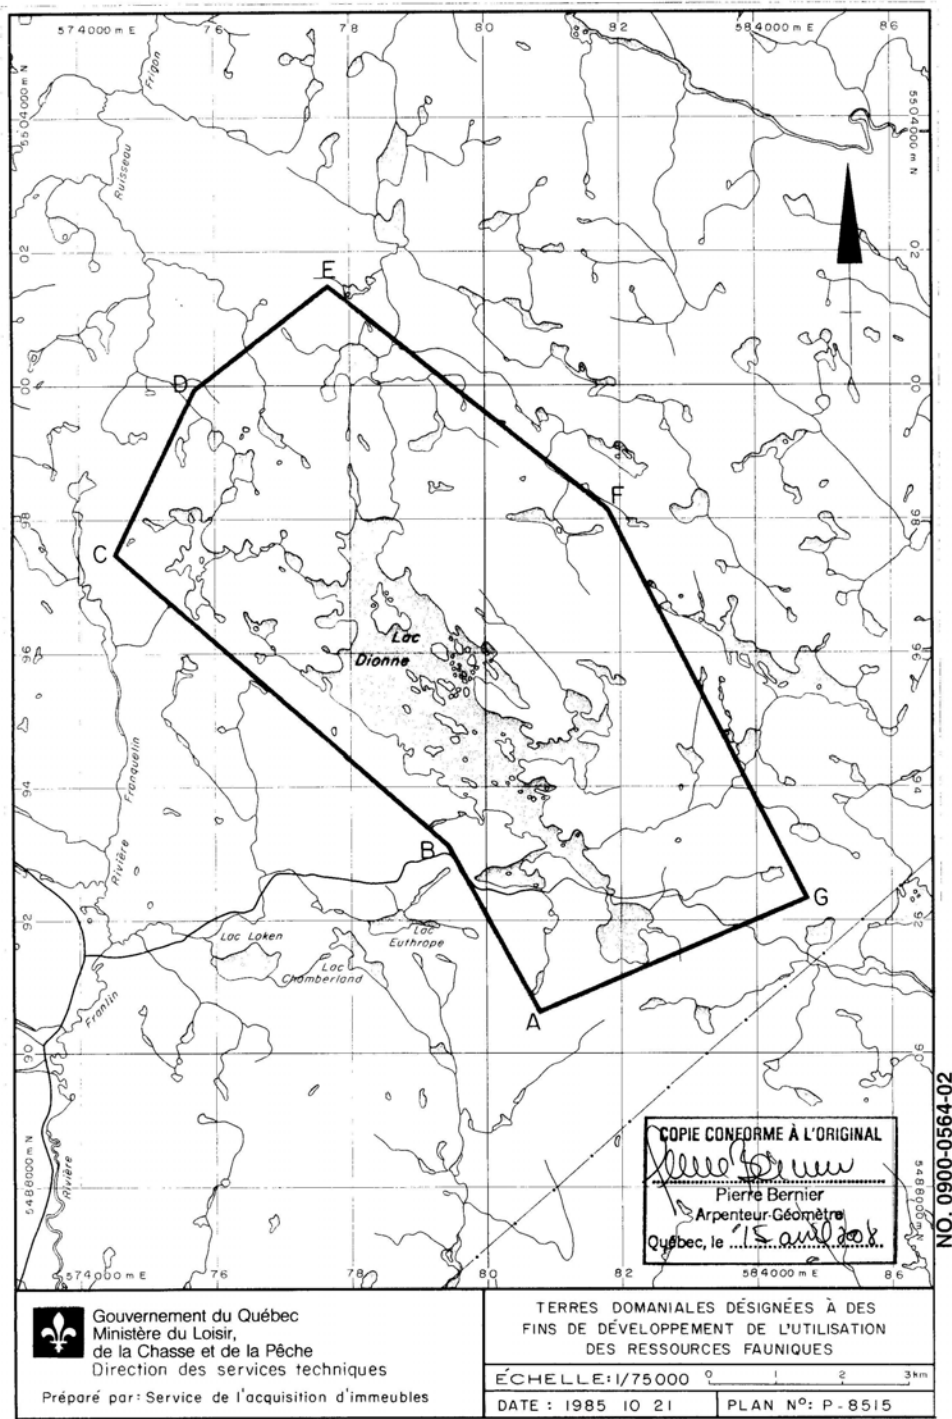 574000 m E
76
78
80
82
584000 m E
86
5504000 m N
5504000 m N
Frigon
Ruisseau
02
02
E
D
00
00
F
98
98
C
Lac
Dionne
96
96
94
94
Franquelin
Rivière
B
G
92
92
Lac Loken
Lac
Euthrope
Lac
Chamberland
Franlin
A
90
90
5488000 m N
5488000 m N
Rivière
COPIE CONFORME À L'ORIGINAL
Pierre Bernier
Arpenteur-Géomètre
Québec, le 15 avril 2008
NO. 0900-0564-02
574000 m E
76
78
80
82
584000 m E
86
Gouvernement du Québec
Ministère du Loisir,
de la Chasse et de la Pêche
Direction des services techniques
Préparé par: Service de l'acquisition d'immeubles
TERRES DOMANIALES DÉSIGNÉES À DES
FINS DE DÉVELOPPEMENT DE L'UTILISATION
DES RESSOURCES FAUNIQUES
ÉCHELLE: 1/75000 0 1 2 3 km
DATE : 1985 10 21
PLAN Nº: P-8515